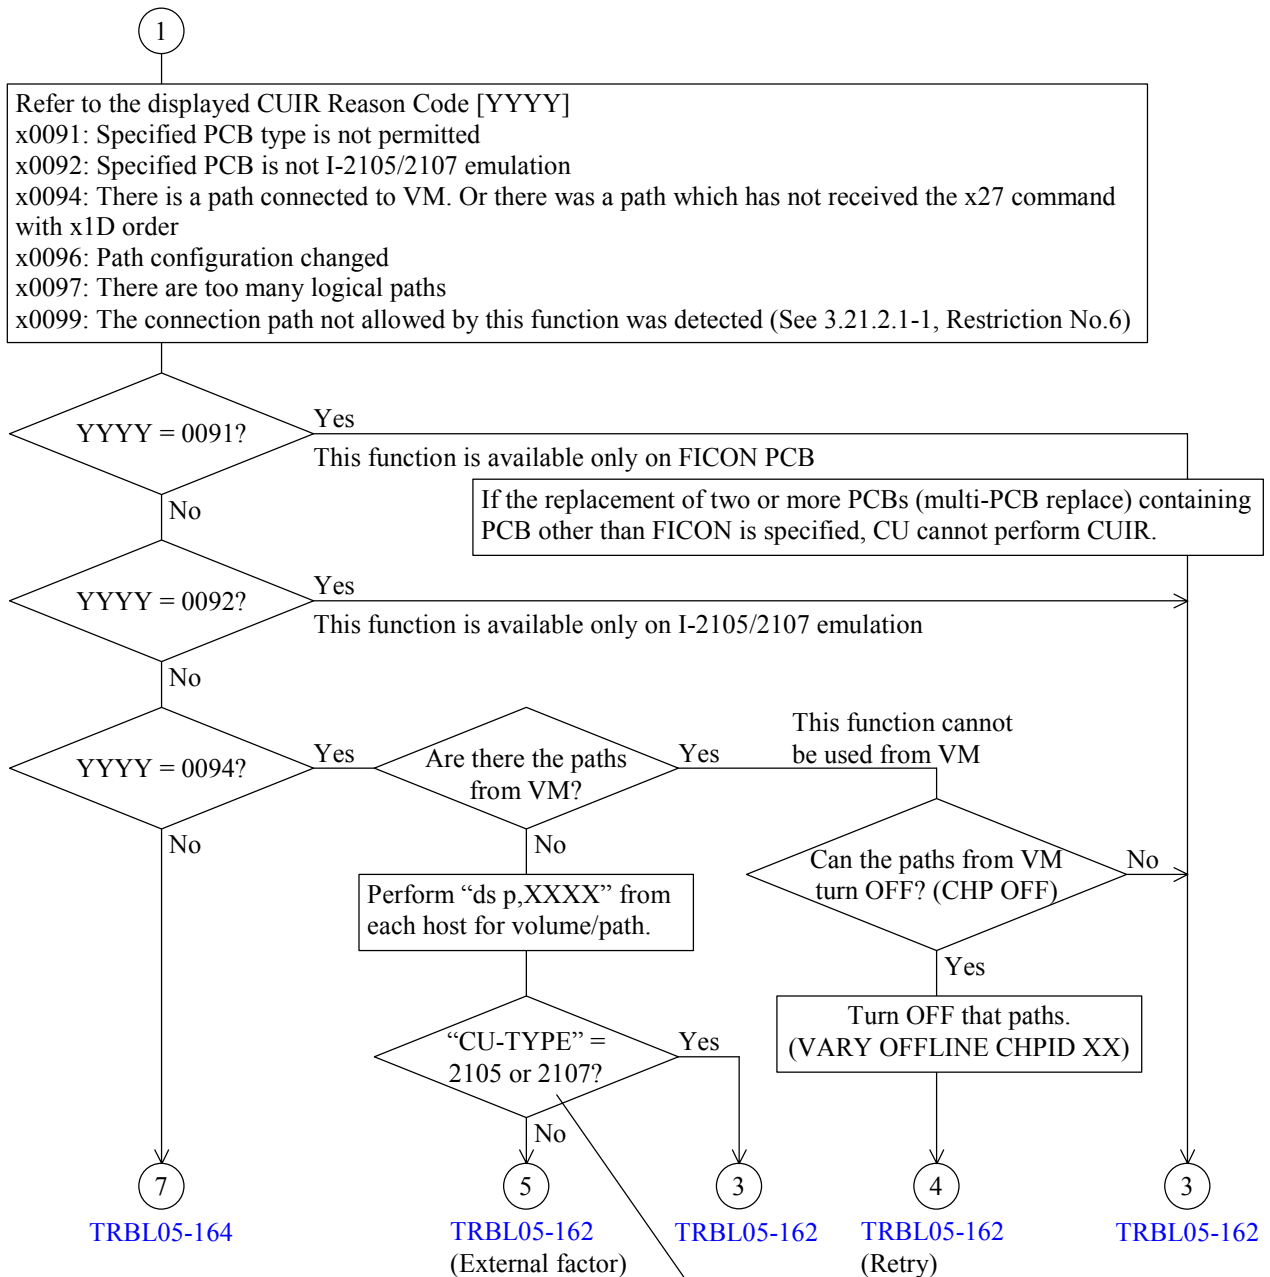 1
Refer to the displayed CUIR Reason Code [YYYY]
x0091: Specified PCB type is not permitted
x0092: Specified PCB is not I-2105/2107 emulation
x0094: There is a path connected to VM. Or there was a path which has not received the x27 command
with x1D order
x0096: Path configuration changed
x0097: There are too many logical paths
x0099: The connection path not allowed by this function was detected (See 3.21.2.1-1, Restriction No.6)
YYYY = 0091?
Yes
This function is available only on FICON PCB
No
If the replacement of two or more PCBs (multi-PCB replace) containing
PCB other than FICON is specified, CU cannot perform CUIR.
YYYY = 0092?
Yes
This function is available only on I-2105/2107 emulation
No
YYYY = 0094?
Yes
No
Are there the paths
from VM?
Yes
No
This function cannot
be used from VM
Can the paths from VM
turn OFF? (CHP OFF)
No
Yes
Perform “ds p,XXXX” from
each host for volume/path.
Turn OFF that paths.
(VARY OFFLINE CHPID XX)
“CU-TYPE” =
2105 or 2107?
Yes
No
7
TRBL05-164
5
TRBL05-162
(External factor)
3
TRBL05-162
4
TRBL05-162
(Retry)
3
TRBL05-162